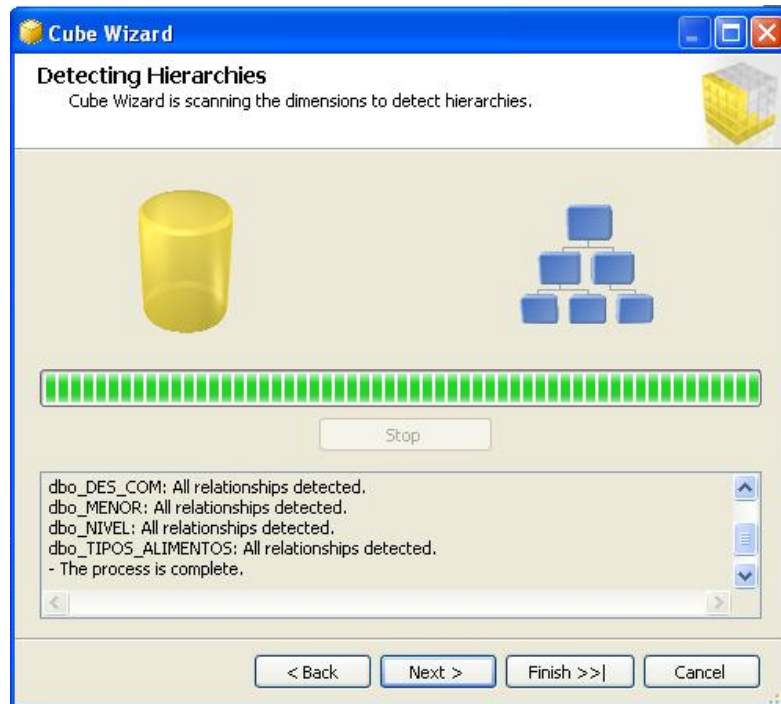 Cube Wizard
Detecting Hierarchies
Cube Wizard is scanning the dimensions to detect hierarchies.
Stop
dbo_DES_COM: All relationships detected.
dbo_MENOR: All relationships detected.
dbo_NIVEL: All relationships detected.
dbo_TIPOS_ALIMENTOS: All relationships detected.
- The process is complete.
< Back Next > Finish >>| Cancel